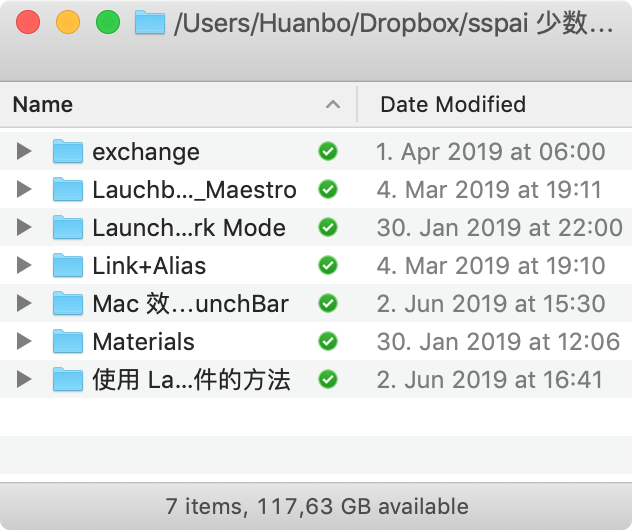 /Users/Huanbo/Dropbox/sspai 少数…
Name Date Modified
exchange 1. Apr 2019 at 06:00
Lauchb…_Maestro 4. Mar 2019 at 19:11
Launch…rk Mode 30. Jan 2019 at 22:00
Link+Alias 4. Mar 2019 at 19:10
Mac 效…unchBar 2. Jun 2019 at 15:30
Materials 30. Jan 2019 at 12:06
使用 La…件的方法 2. Jun 2019 at 16:41
7 items, 117,63 GB available